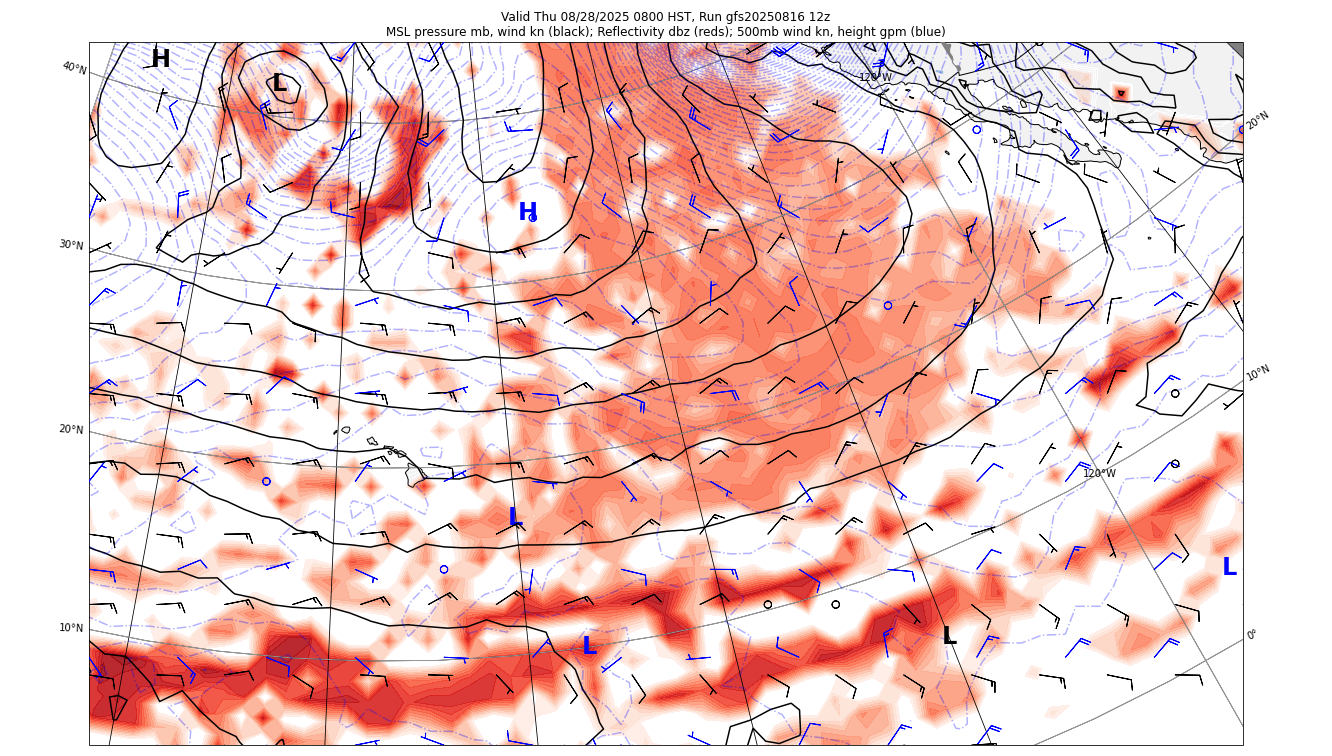 Valid Thu 08/28/2025 0800 HST, Run gfs20250816 12z
MSL pressure mb, wind kn (black); Reflectivity dbz (reds); 500mb wind kn, height gpm (blue)
H
L
40°N
120°W
20°N
H
30°N
10°N
20°N
120°W
L
L
10°N
L
L
0°